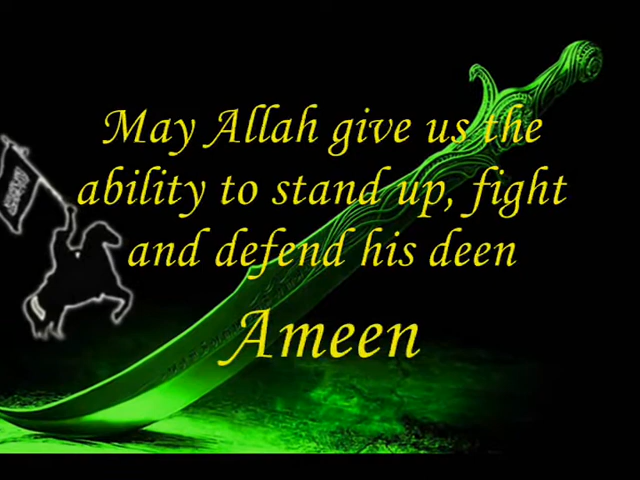 May Allah give us the
ability to stand up, fight
and defend his deen
Ameen